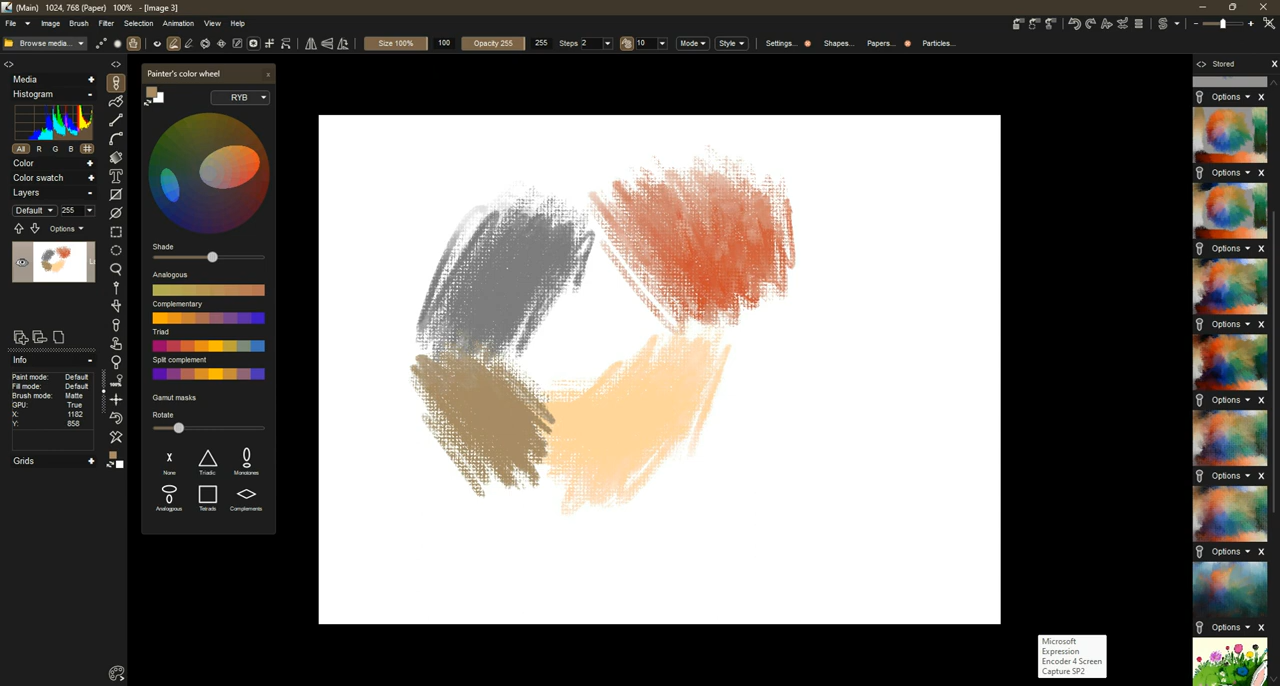 (Main) 1024, 768 (Paper) 100% - [Image 3]
File Image Brush Filter Selection Animation View Help
Browse media... Size 100% 100 Opacity 255 255 Steps 2 10 Mode Style Settings... Shapes... Papers... Particles...
Media
Histogram
All R G B #
Color
Color swatch
Layers
Default 255
Options
Info
Paint mode: Default
Fill mode: Default
Brush mode: Matte
GPU: True
X: 1182
Y: 858
Grids
100%
Painter's color wheel x
RYB
Shade
Analogous
Complementary
Triad
Split complement
Gamut masks
Rotate
X
None Triadic Monotones
Analogous Tetrads Complements
Stored X
Options X
Options X
Options X
Options X
Options X
Options X
Options X
Options X
Microsoft
Expression
Encoder 4 Screen
Capture SP2